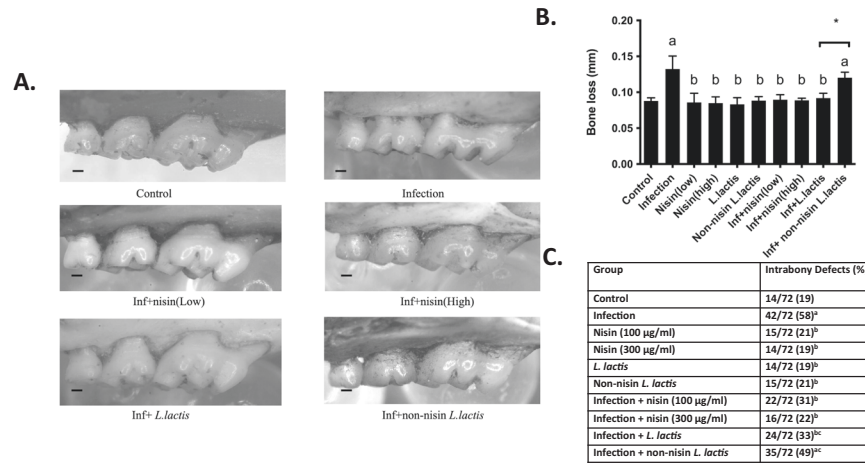 A.
Control
Infection
Inf+nisin(Low)
Inf+nisin(High)
Inf+ L.lactis
Inf+non-nisin L.lactis
B.
*
a
b b b b b b b
a
Bone loss (mm)
0.20
0.15
0.10
0.05
0.00
Control
Infection
Nisin(low)
Nisin(high)
L.lactis
Non-nisin L.lactis
Inf+nisin(low)
Inf+nisin(high)
Inf+L.lactis
Inf+ non-nisin L.lactis
C.
Group Intrabony Defects (%
Control 14/72 (19)
Infection 42/72 (58)a
Nisin (100 µg/ml) 15/72 (21)b
Nisin (300 µg/ml) 14/72 (19)b
L. lactis 14/72 (19)b
Non-nisin L. lactis 15/72 (21)b
Infection + nisin (100 µg/ml) 22/72 (31)b
Infection + nisin (300 µg/ml) 16/72 (22)b
Infection + L. lactis 24/72 (33)bc
Infection + non-nisin L. lactis 35/72 (49)ac